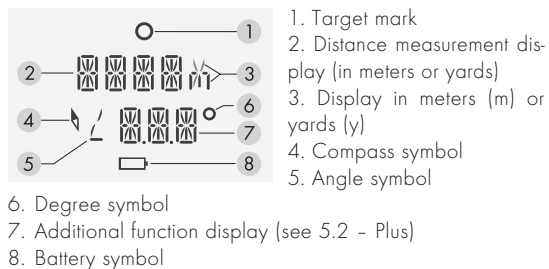 1
2
3
4
5
6
7
8
1. Target mark
2. Distance measurement dis-
play (in meters or yards)
3. Display in meters (m) or
yards (y)
4. Compass symbol
5. Angle symbol
6. Degree symbol
7. Additional function display (see 5.2 – Plus)
8. Battery symbol